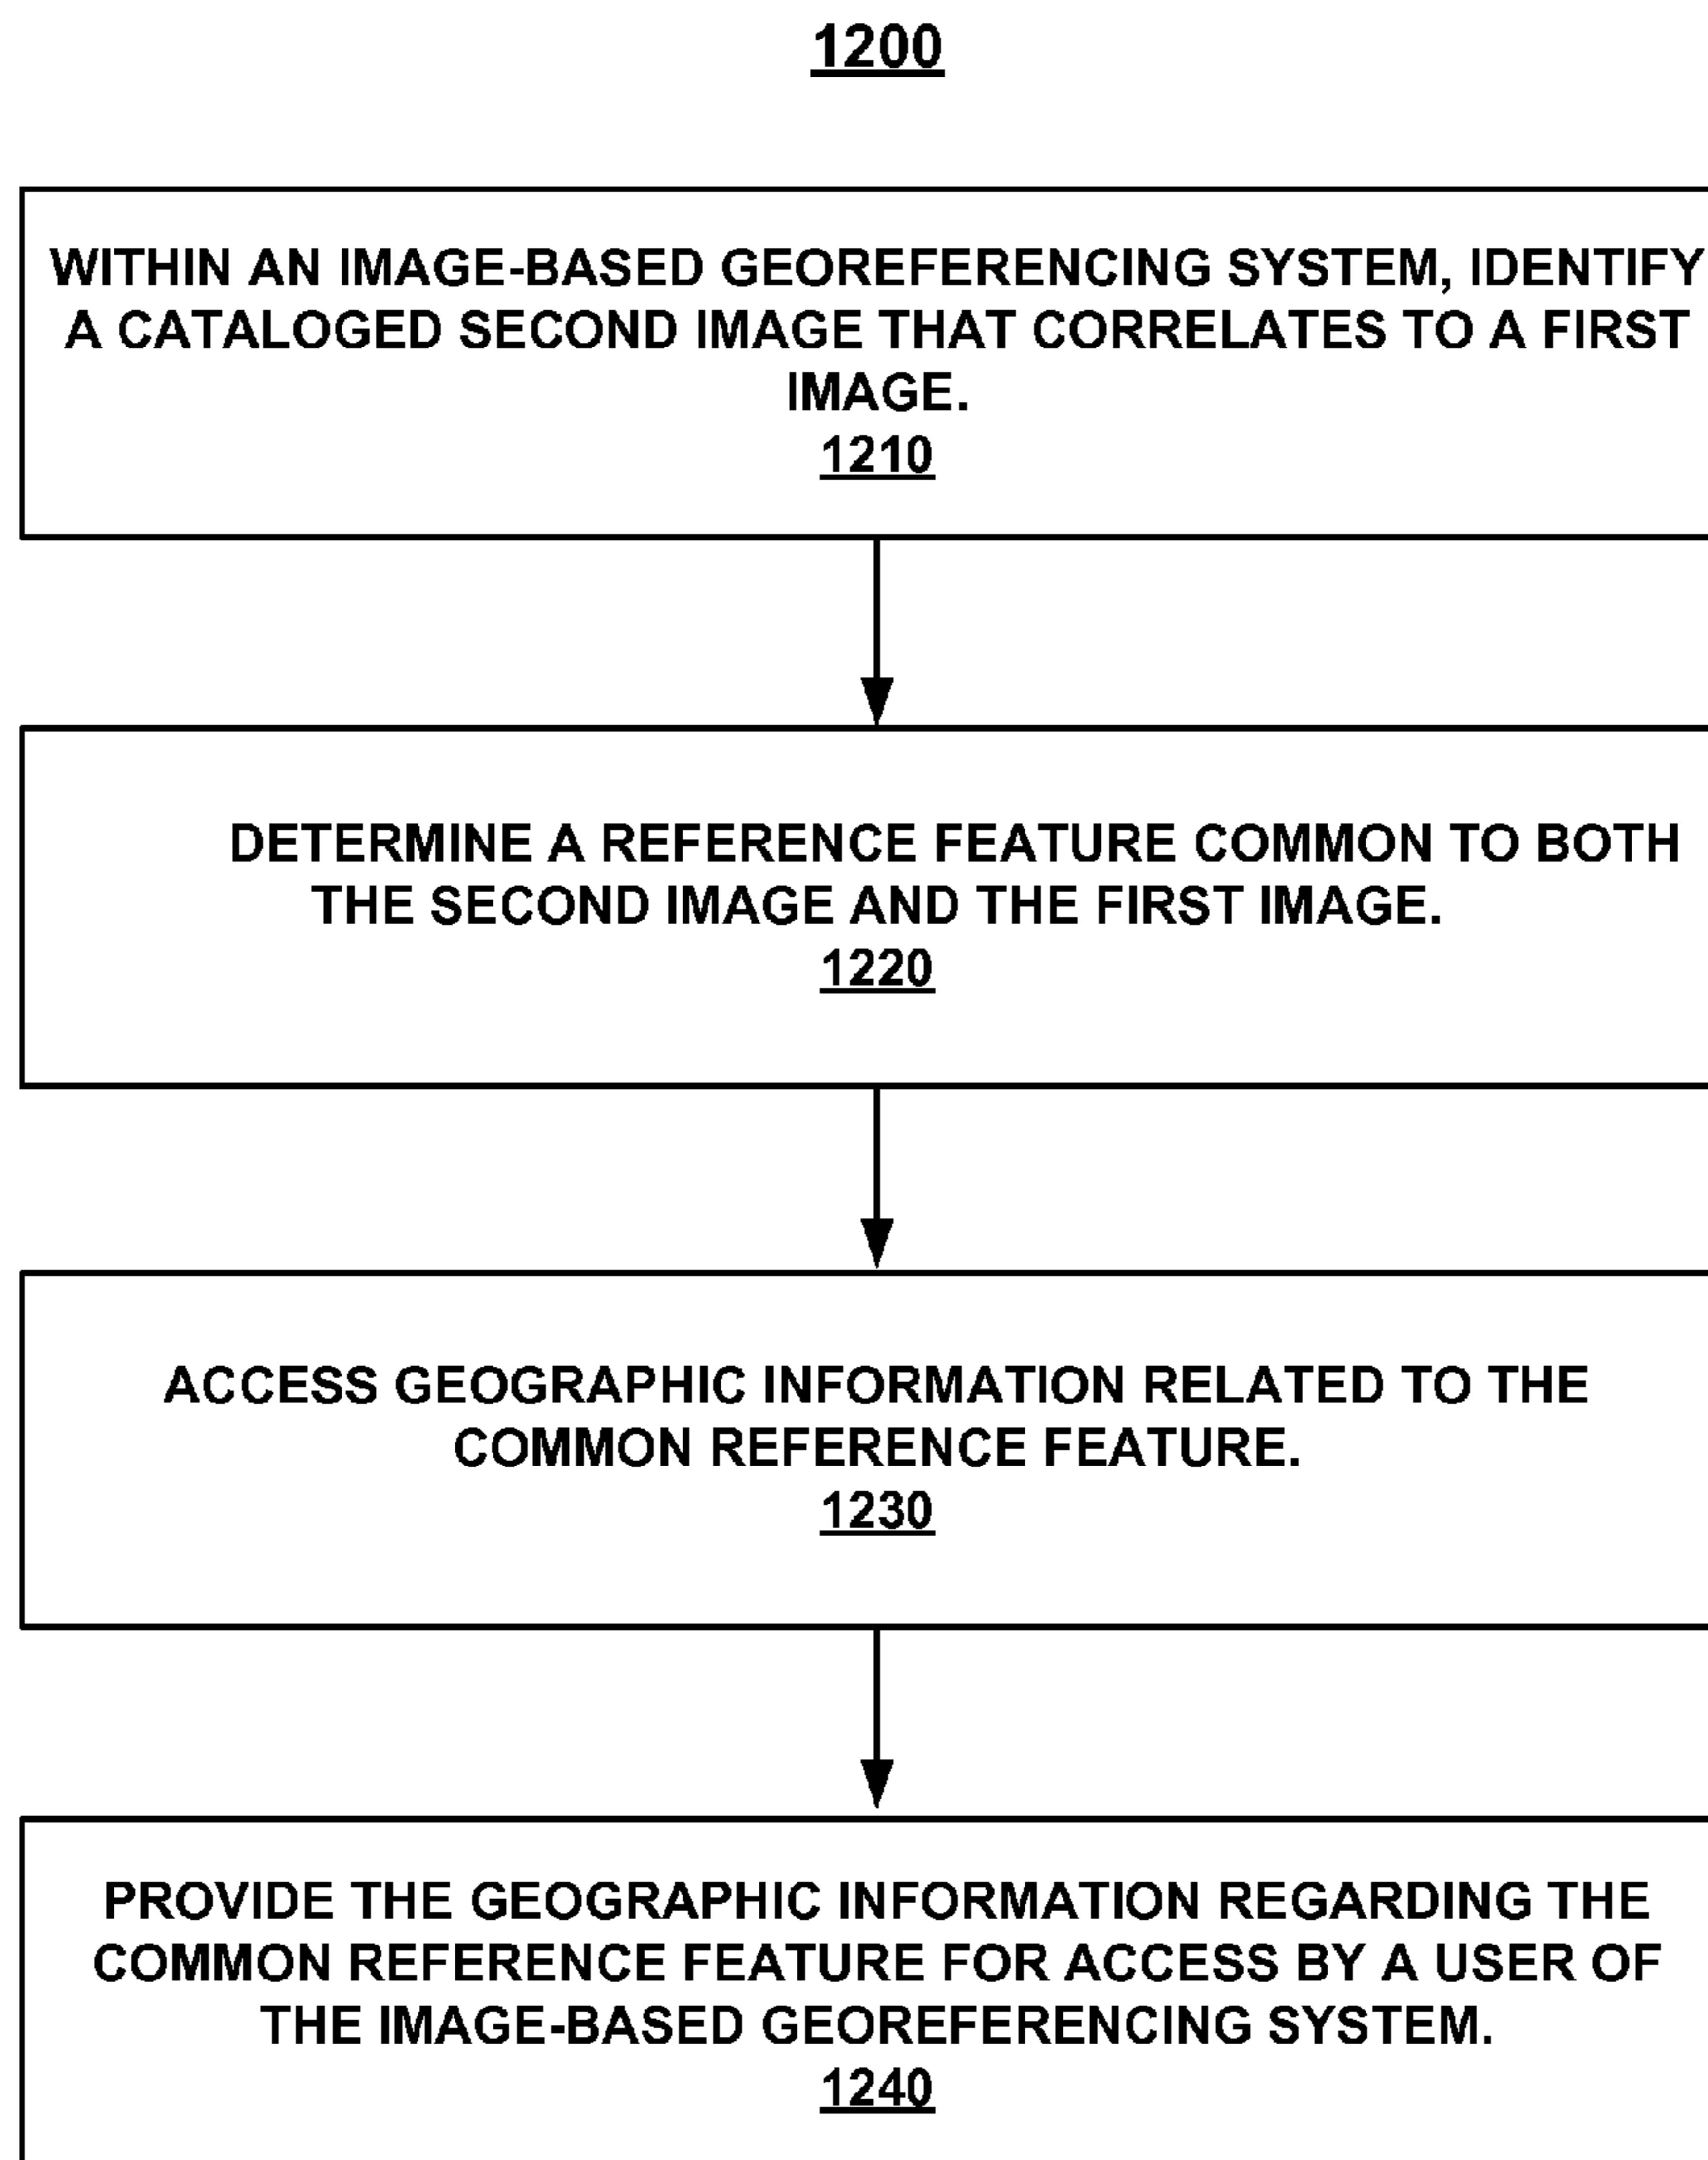 1200
WITHIN AN IMAGE-BASED GEOREFERENCING SYSTEM, IDENTIFY
A CATALOGED SECOND IMAGE THAT CORRELATES TO A FIRST
IMAGE.
1210
DETERMINE A REFERENCE FEATURE COMMON TO BOTH
THE SECOND IMAGE AND THE FIRST IMAGE.
1220
ACCESS GEOGRAPHIC INFORMATION RELATED TO THE
COMMON REFERENCE FEATURE.
1230
PROVIDE THE GEOGRAPHIC INFORMATION REGARDING THE
COMMON REFERENCE FEATURE FOR ACCESS BY A USER OF
THE IMAGE-BASED GEOREFERENCING SYSTEM.
1240